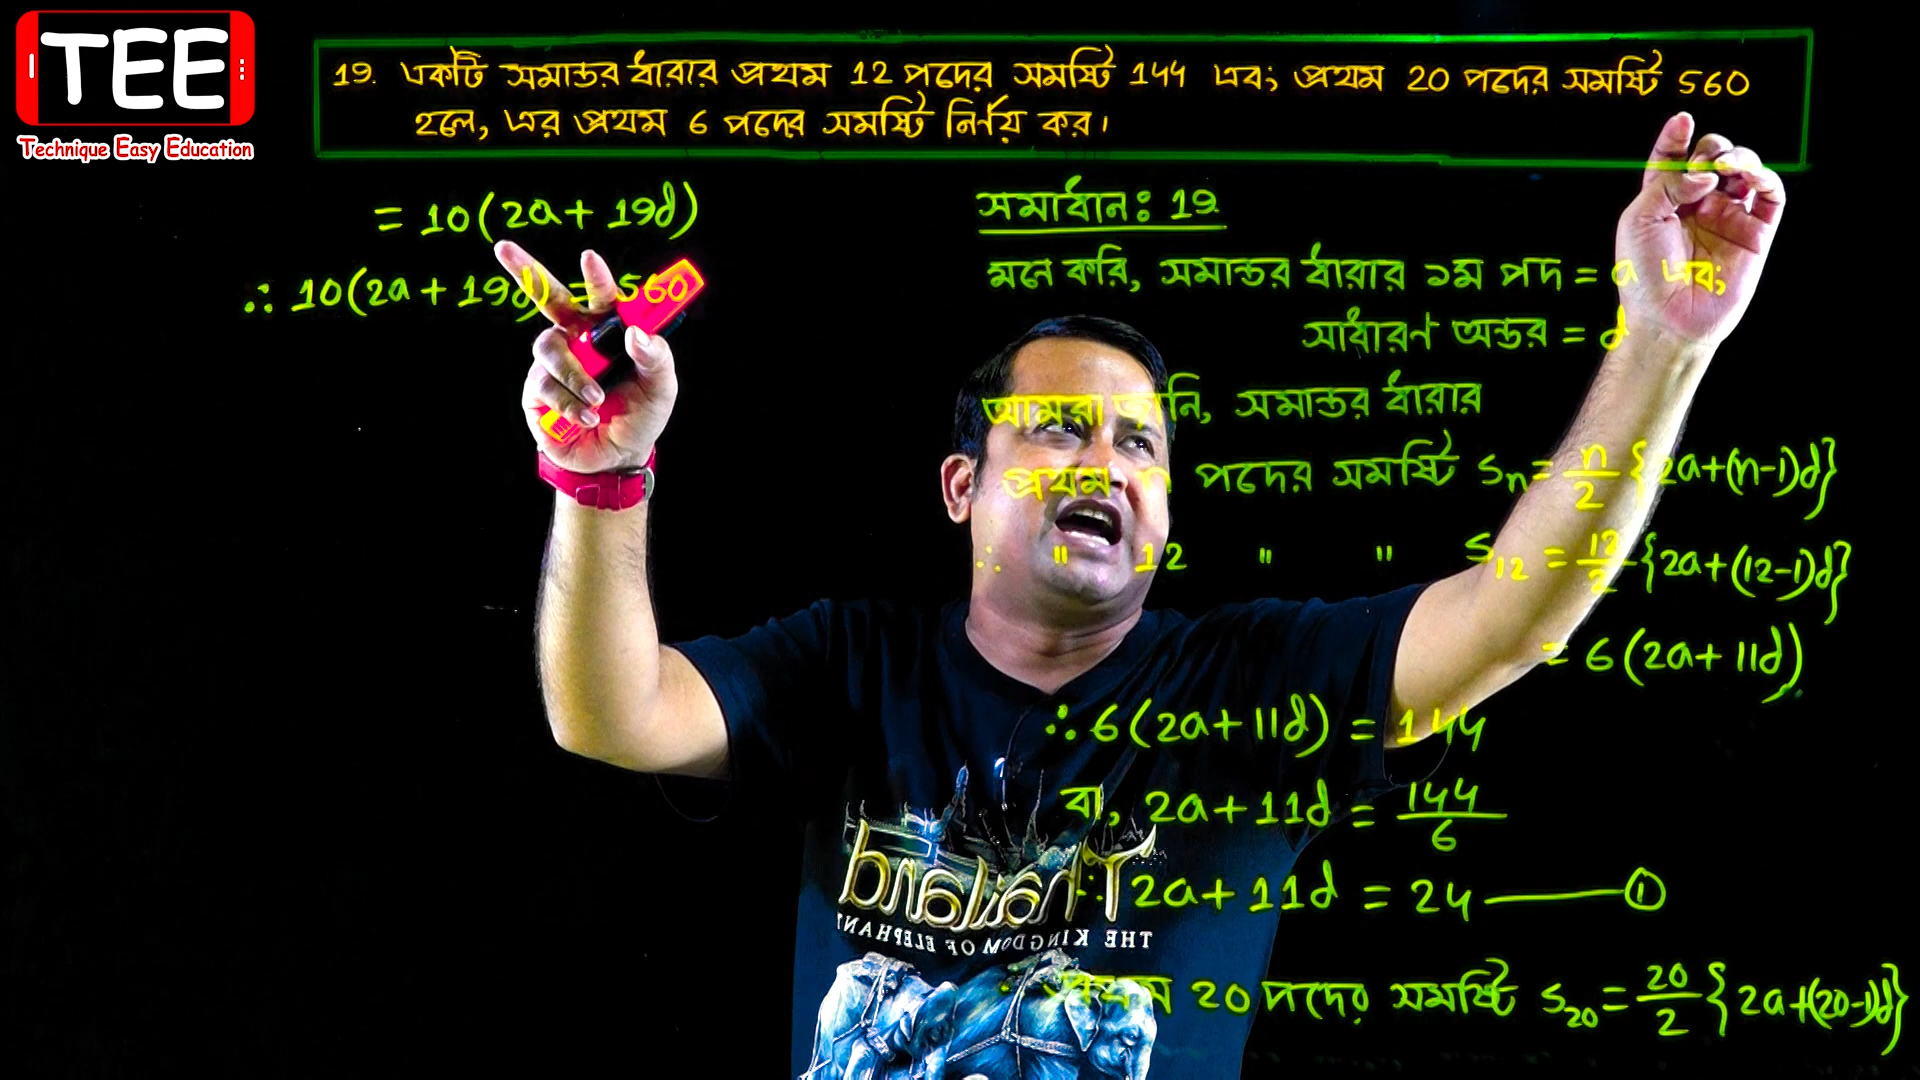 TEE
Technique Easy Education
19. একটি সমান্তর ধারার প্রথম 12 পদের সমষ্টি 144 এবং প্রথম 20 পদের সমষ্টি 560
হলে, এর প্রথম 6 পদের সমষ্টি নির্ণয় কর।
= 10(2a+ 19d)
∴ 10(2a + 19d) = 560
সমাধান: 19
মনে করি, সমান্তর ধারার ১ম পদ = a এবং
সাধারণ অন্তর = d
আমরা জানি, সমান্তর ধারার
প্রথম n পদের সমষ্টি Sn = n/2 {2a+(n-1)d}
∴ " 12 " " S12 = 12/2 {2a+(12-1)d}
= 6(2a+ 11d)
∴ 6(2a+11d) = 144
বা, 2a+11d = 144/6
∴ 2a+11d = 24 —— ①
প্রথম 20 পদের সমষ্টি S20 = 20/2 {2a+(20-1)d}
Thailand
THE KINGDOM OF ELEPHANT